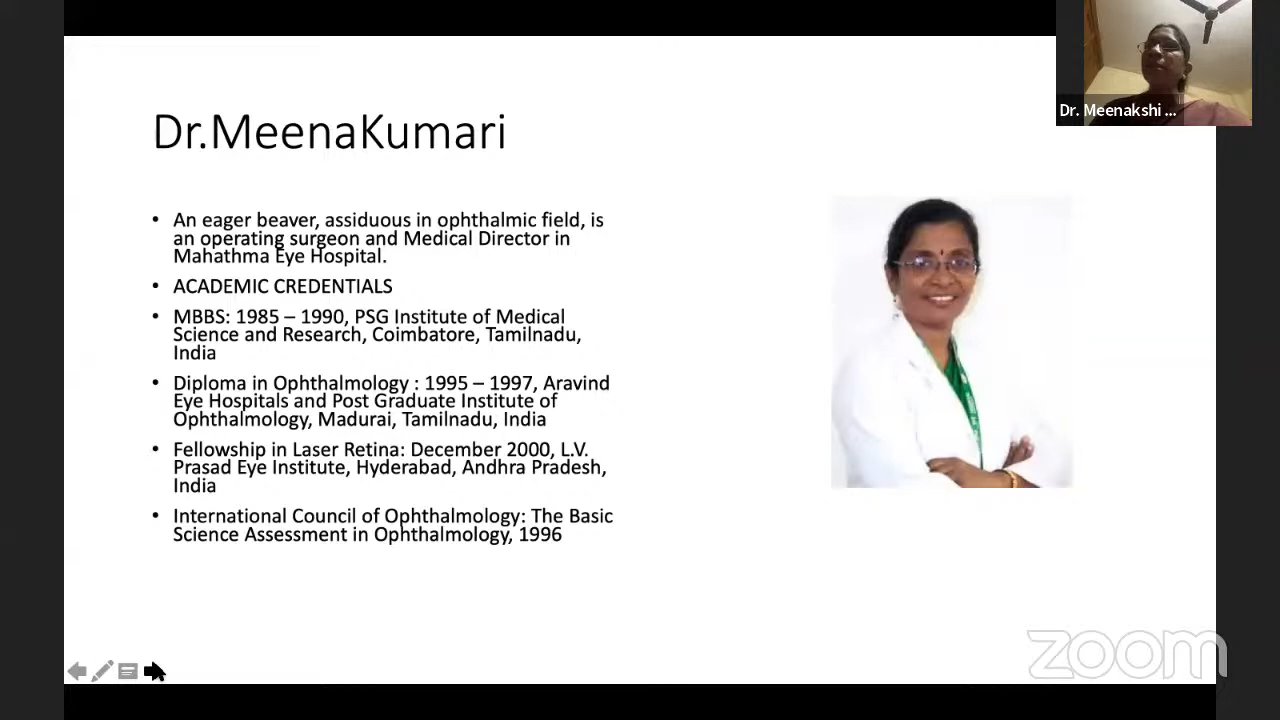 Dr. Meenakshi ...
Dr.MeenaKumari
• An eager beaver, assiduous in ophthalmic field, is
an operating surgeon and Medical Director in
Mahathma Eye Hospital.
• ACADEMIC CREDENTIALS
• MBBS: 1985 – 1990, PSG Institute of Medical
Science and Research, Coimbatore, Tamilnadu,
India
• Diploma in Ophthalmology : 1995 – 1997, Aravind
Eye Hospitals and Post Graduate Institute of
Ophthalmology, Madurai, Tamilnadu, India
• Fellowship in Laser Retina: December 2000, L.V.
Prasad Eye Institute, Hyderabad, Andhra Pradesh,
India
• International Council of Ophthalmology: The Basic
Science Assessment in Ophthalmology, 1996
zoom